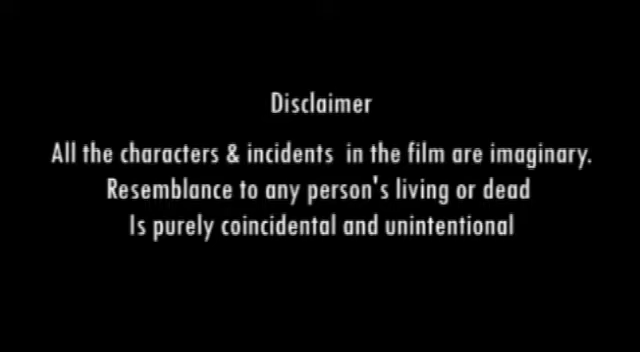 Disclaimer
All the characters & incidents in the film are imaginary.
Resemblance to any person's living or dead
Is purely coincidental and unintentional